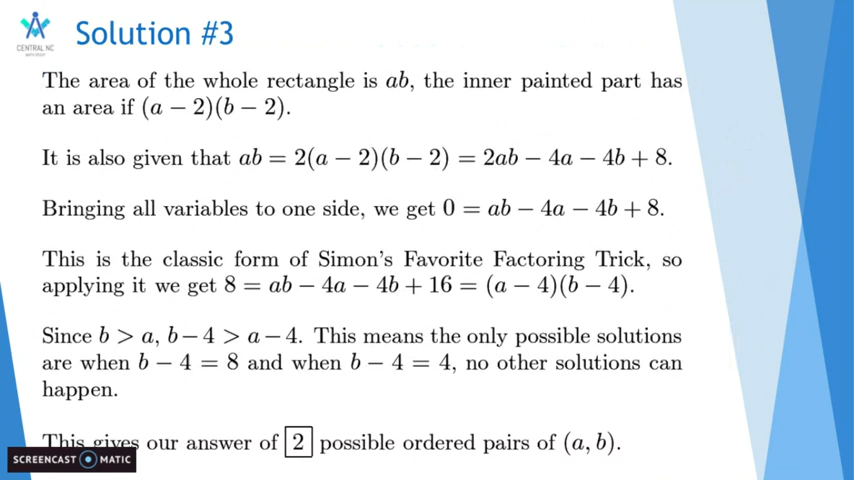 CENTRAL NC
Solution #3
The area of the whole rectangle is ab, the inner painted part has
an area if (a − 2)(b − 2).
It is also given that ab = 2(a − 2)(b − 2) = 2ab − 4a − 4b + 8.
Bringing all variables to one side, we get 0 = ab − 4a − 4b + 8.
This is the classic form of Simon's Favorite Factoring Trick, so
applying it we get 8 = ab − 4a − 4b + 16 = (a − 4)(b − 4).
Since b > a, b − 4 > a − 4. This means the only possible solutions
are when b − 4 = 8 and when b − 4 = 4, no other solutions can
happen.
This gives our answer of 2 possible ordered pairs of (a, b).
SCREENCAST MATIC